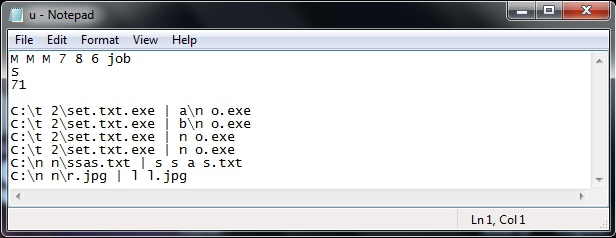 u - Notepad
File Edit Format View Help
M M M 7 8 6 job
S
71

C:\t 2\set.txt.exe | a\n o.exe
C:\t 2\set.txt.exe | b\n o.exe
C:\t 2\set.txt.exe | n o.exe
C:\t 2\set.txt.exe | n o.exe
C:\n n\ssas.txt | s s a s.txt
C:\n n\r.jpg | l l.jpg
Ln 1, Col 1